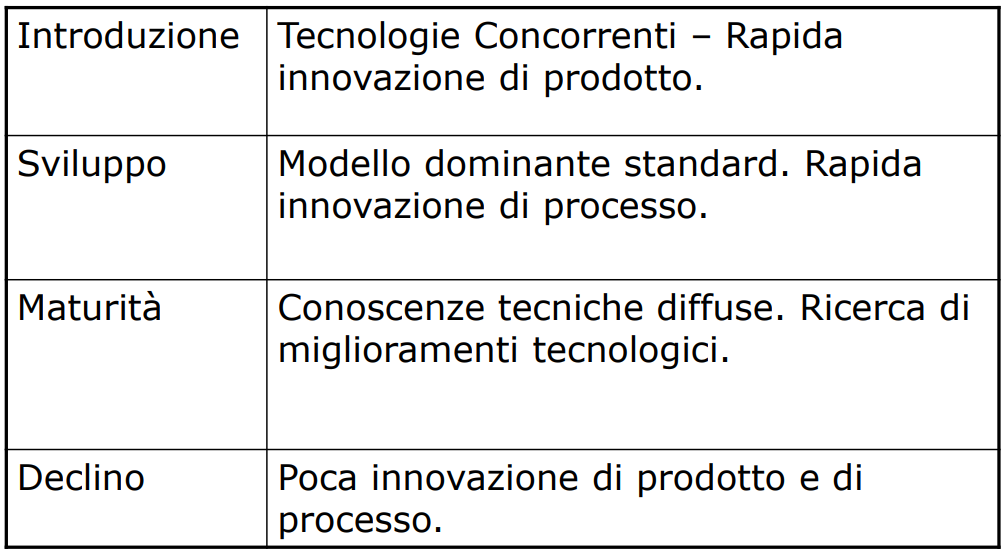 Introduzione
Tecnologie Concorrenti – Rapida
innovazione di prodotto.
Sviluppo
Modello dominante standard. Rapida
innovazione di processo.
Maturità
Conoscenze tecniche diffuse. Ricerca di
miglioramenti tecnologici.
Declino
Poca innovazione di prodotto e di
processo.